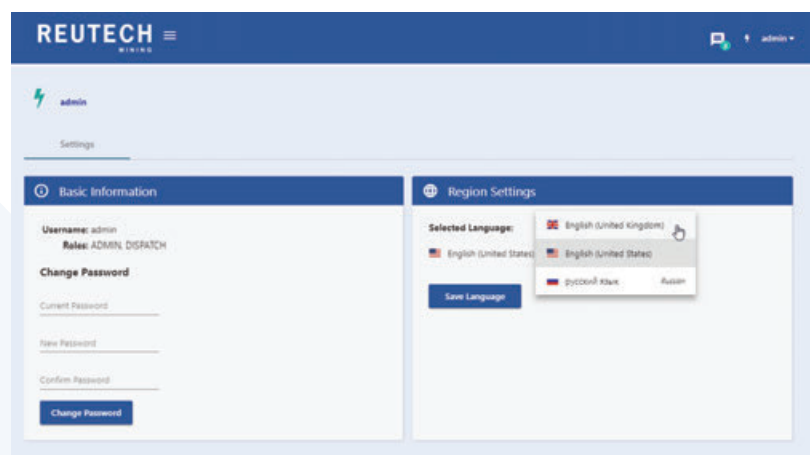 REUTECH
MINING
admin
admin
Settings
Basic Information
Username: admin
Roles: ADMIN, DISPATCH
Change Password
Current Password
New Password
Confirm Password
Change Password
Region Settings
Selected Language:
English (United States)
Save Language
English (United Kingdom)
English (United States)
русский язык Russian